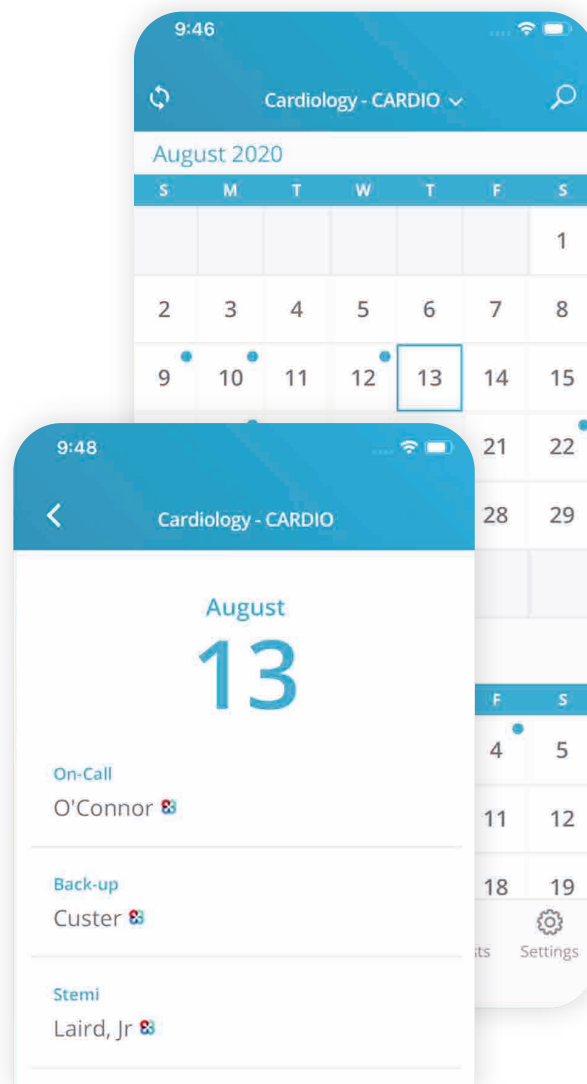 9:46
Cardiology - CARDIO
August 2020
S M T W T F S
1
2 3 4 5 6 7 8
9 10 11 12 13 14 15
21 22
28 29
F S
4 5
11 12
18 19
Settings
9:48
Cardiology - CARDIO
August
13
On-Call
O'Connor
Back-up
Custer
Stemi
Laird, Jr